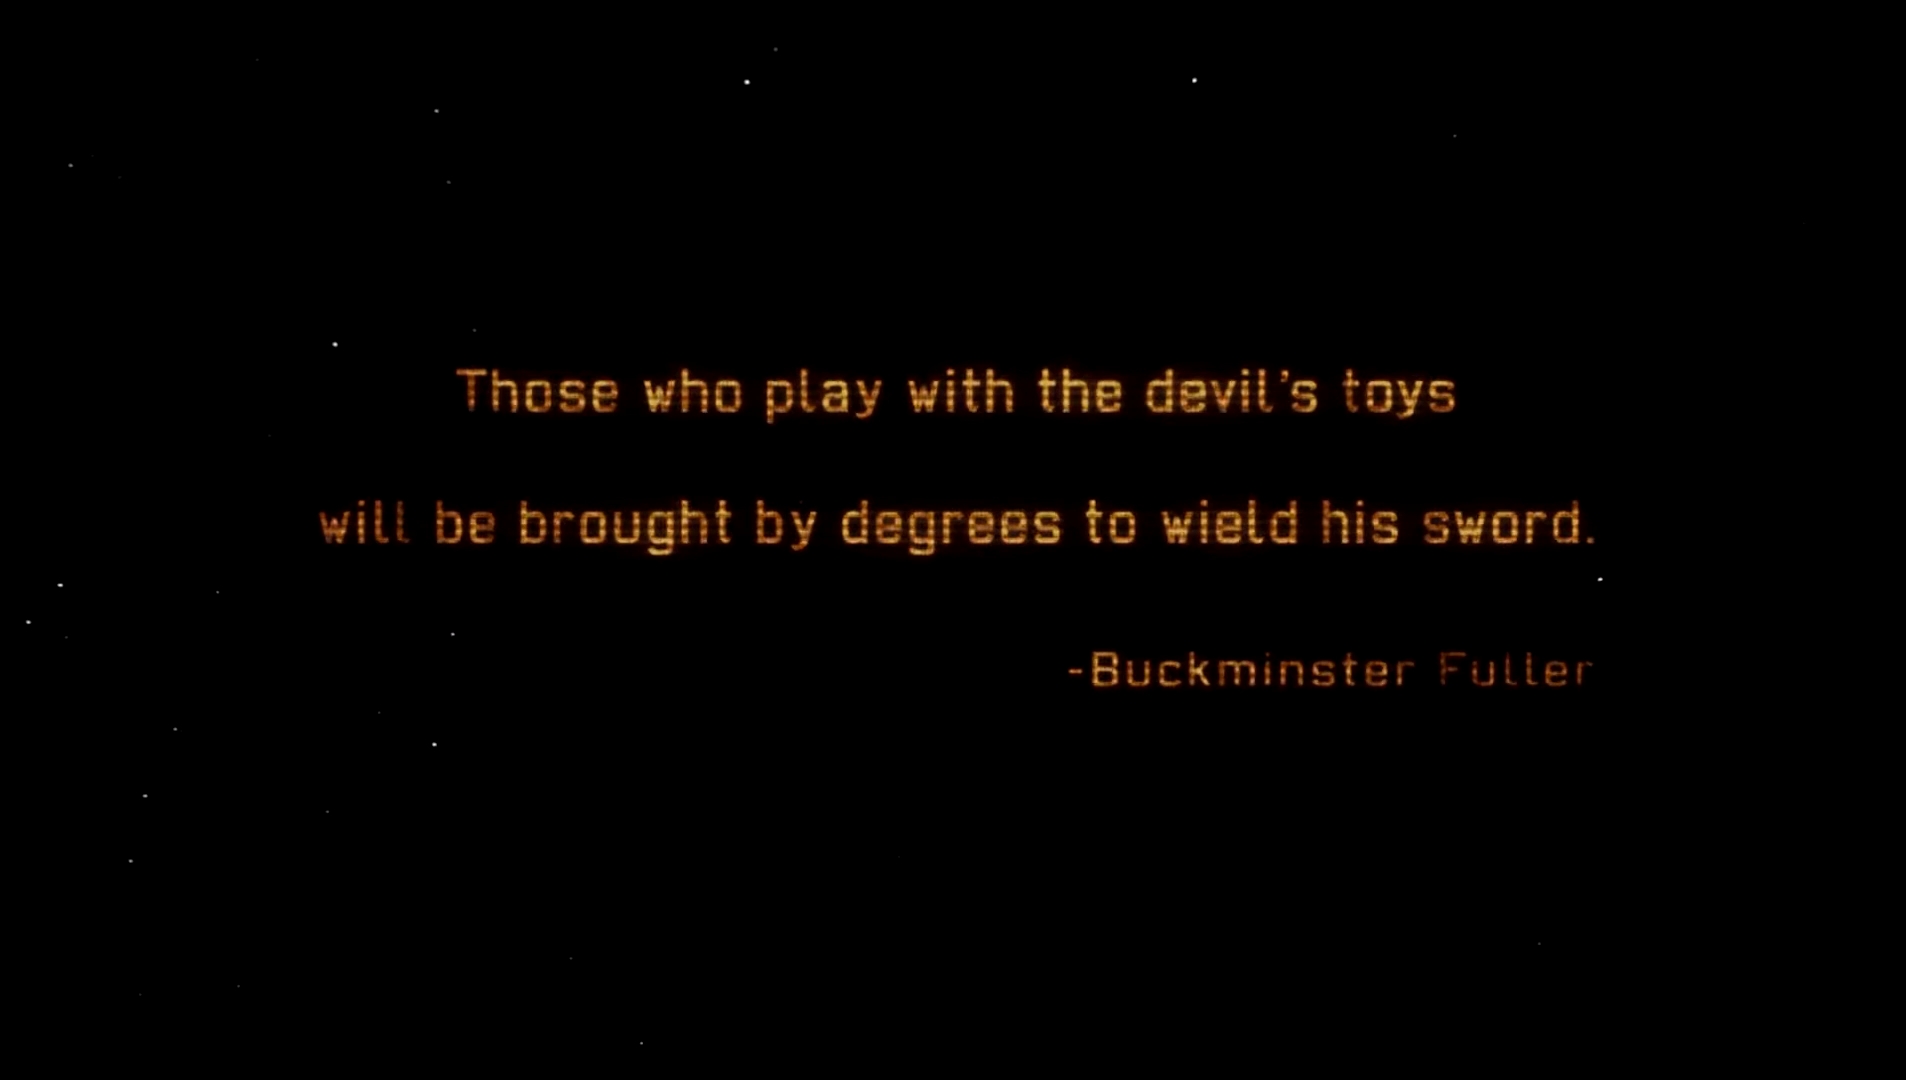 Those who play with the devil's toys
will be brought by degrees to wield his sword.
-Buckminster Fuller